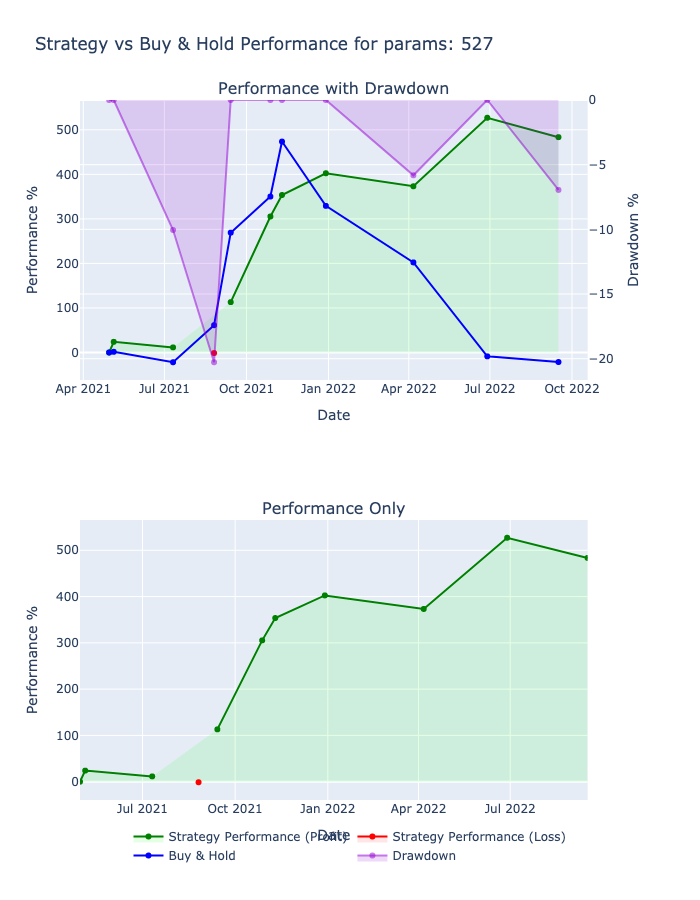 Strategy vs Buy & Hold Performance for params: 527
Performance with Drawdown
500
400
300
200
100
0
Performance %
0
−5
−10
−15
−20
Drawdown %
Apr 2021 Jul 2021 Oct 2021 Jan 2022 Apr 2022 Jul 2022 Oct 2022
Date
Performance Only
500
400
300
200
100
0
Performance %
Jul 2021 Oct 2021 Jan 2022 Apr 2022 Jul 2022
Date
Strategy Performance (Profit) Strategy Performance (Loss)
Buy & Hold Drawdown